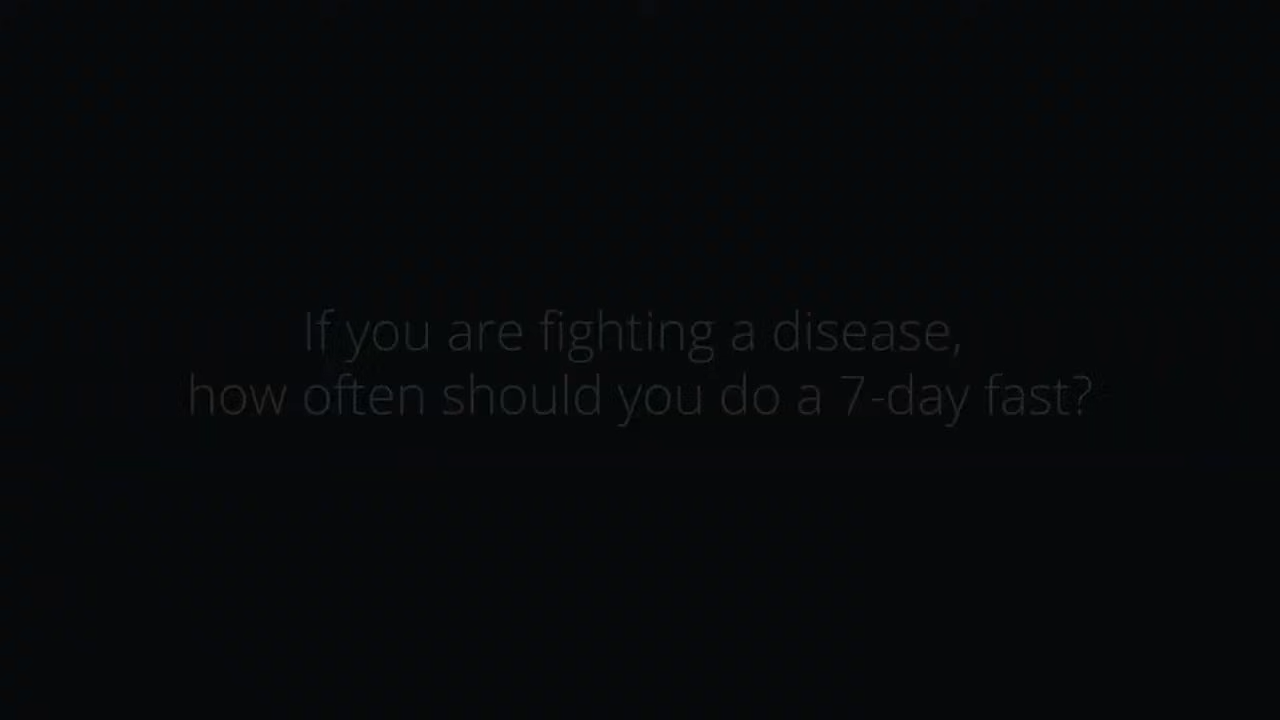 If you are fighting a disease,
how often should you do a 7-day fast?